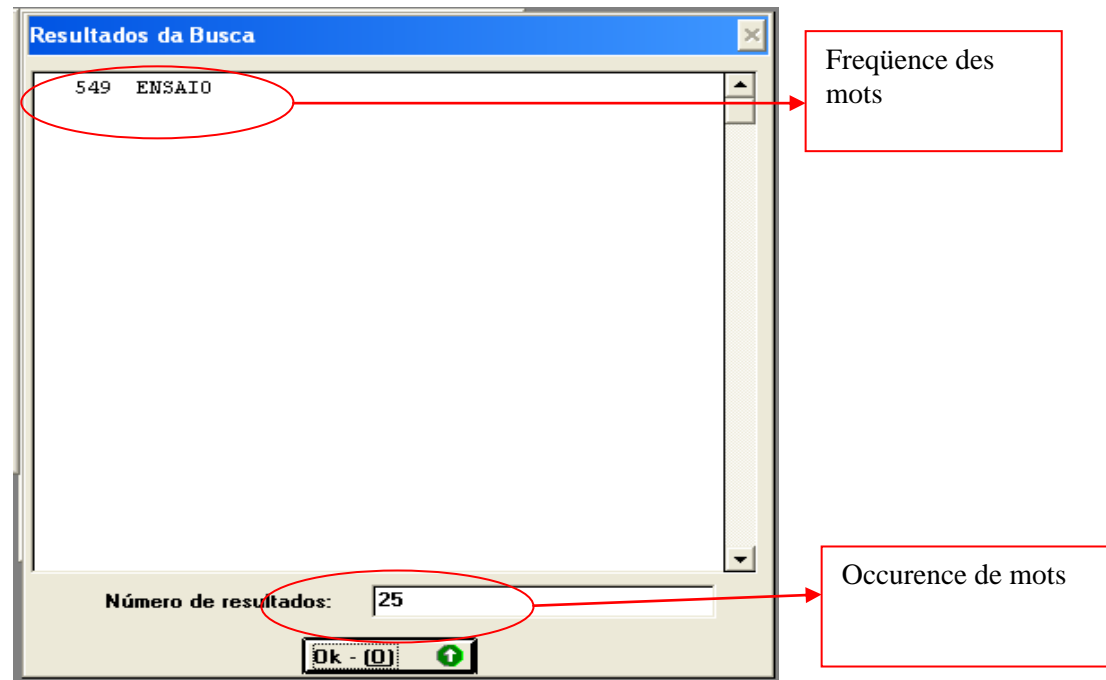 Resultados da Busca
Freqüence des
mots
549 ENSAIO
Occurence de mots
Número de resultados: 25
Ok - (O)